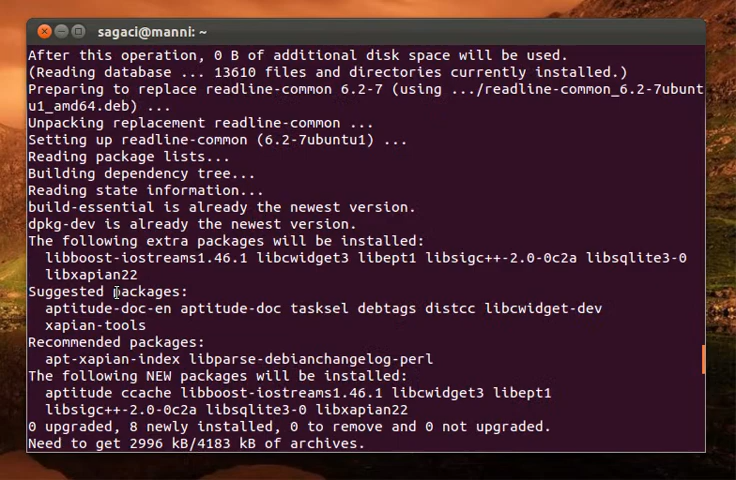 sagaci@manni: ~
After this operation, 0 B of additional disk space will be used.
(Reading database ... 13610 files and directories currently installed.)
Preparing to replace readline-common 6.2-7 (using .../readline-common_6.2-7ubunt
u1_amd64.deb) ...
Unpacking replacement readline-common ...
Setting up readline-common (6.2-7ubuntu1) ...
Reading package lists...
Building dependency tree...
Reading state information...
build-essential is already the newest version.
dpkg-dev is already the newest version.
The following extra packages will be installed:
libboost-iostreams1.46.1 libcwidget3 libept1 libsigc++-2.0-0c2a libsqlite3-0
libxapian22
Suggested packages:
aptitude-doc-en aptitude-doc tasksel debtags distcc libcwidget-dev
xapian-tools
Recommended packages:
apt-xapian-index libparse-debianchangelog-perl
The following NEW packages will be installed:
aptitude ccache libboost-iostreams1.46.1 libcwidget3 libept1
libsigc++-2.0-0c2a libsqlite3-0 libxapian22
0 upgraded, 8 newly installed, 0 to remove and 0 not upgraded.
Need to get 2996 kB/4183 kB of archives.